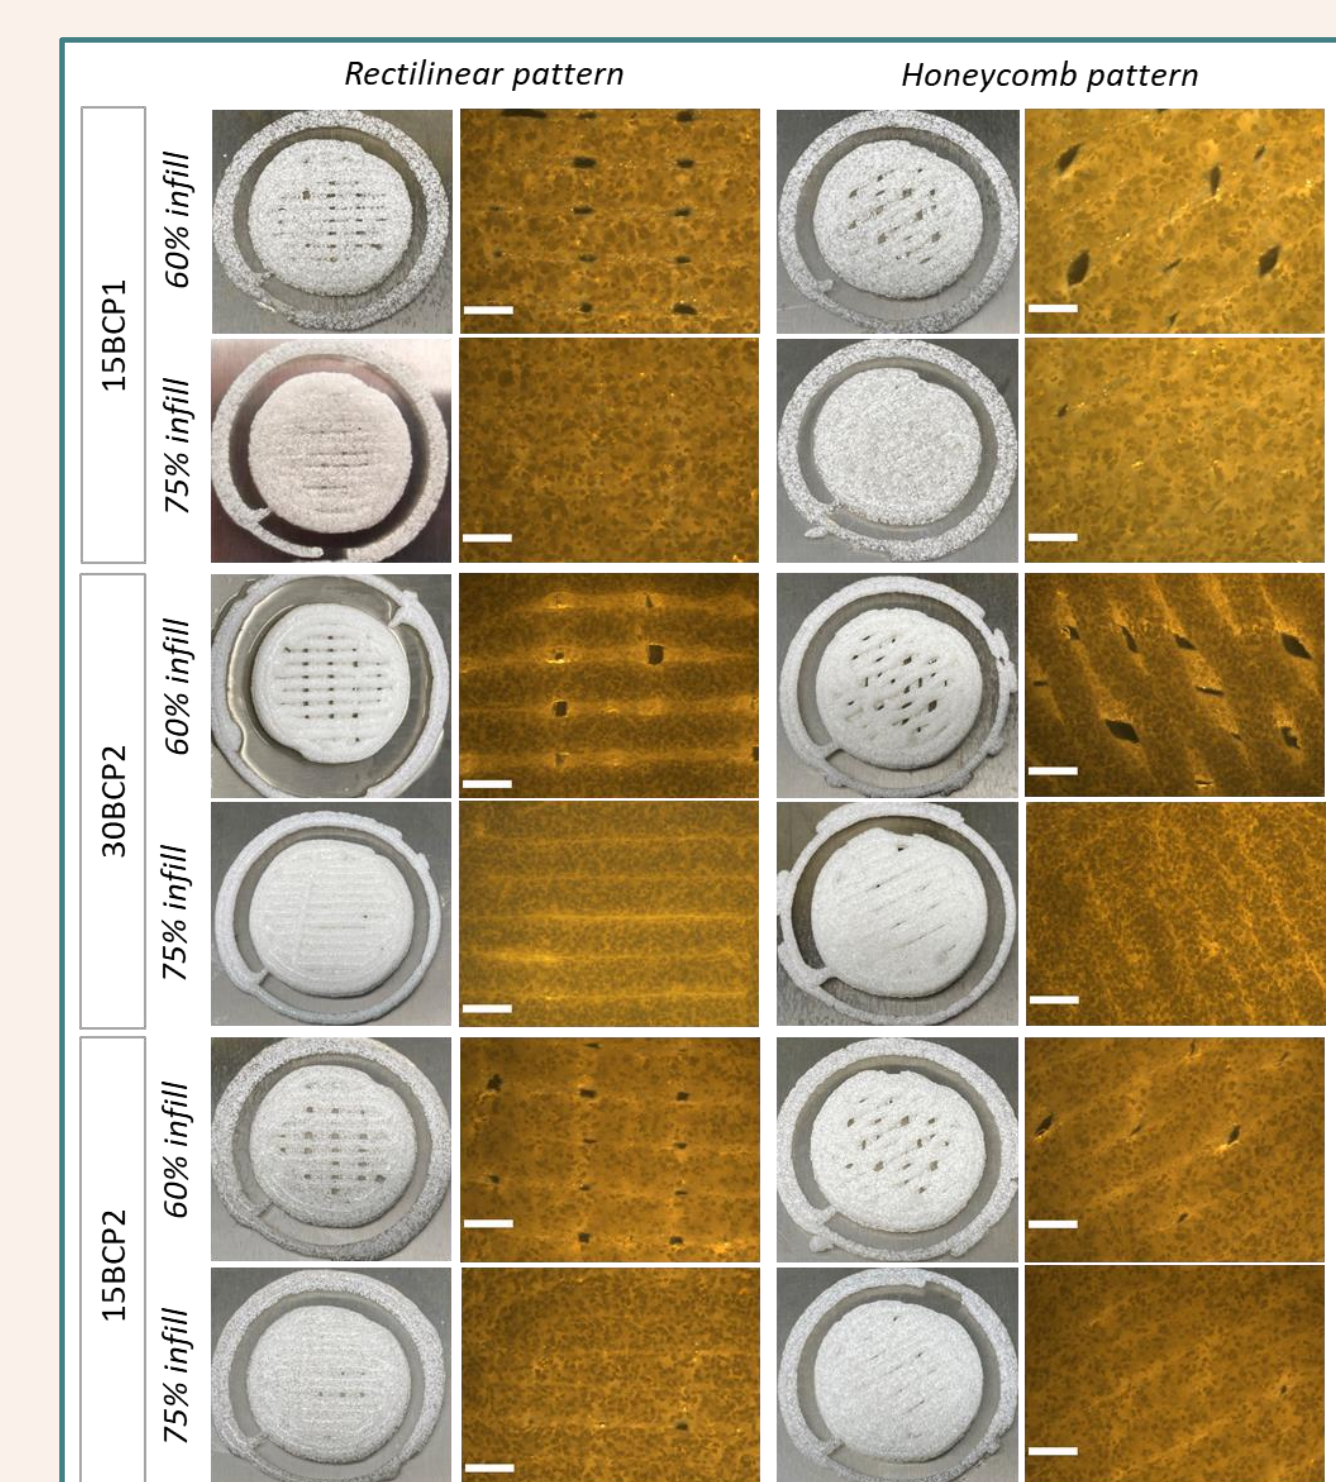 Rectilinear pattern
Honeycomb pattern
15BCP1
60% infill
75% infill
30BCP2
60% infill
75% infill
15BCP2
60% infill
75% infill